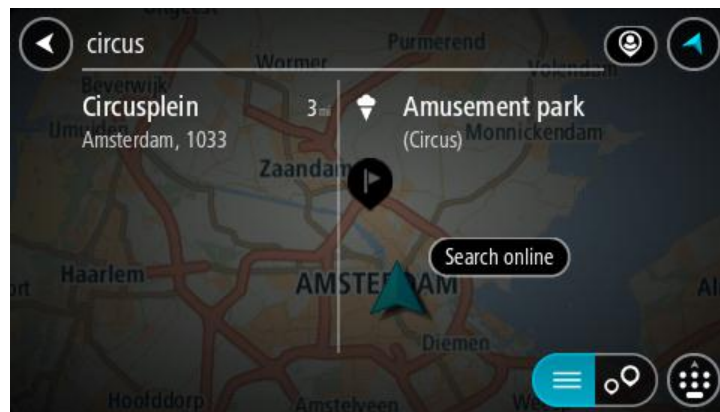 circus
Purmerend
Wormer
Volendam
Beverwijk
Circusplein
3 mi
Amusement park
Amsterdam, 1033
(Circus)
Monnickendam
Zaandam
Search online
Haarlem
AMSTERDAM
Diemen
Hoofddorp
Amstelveen